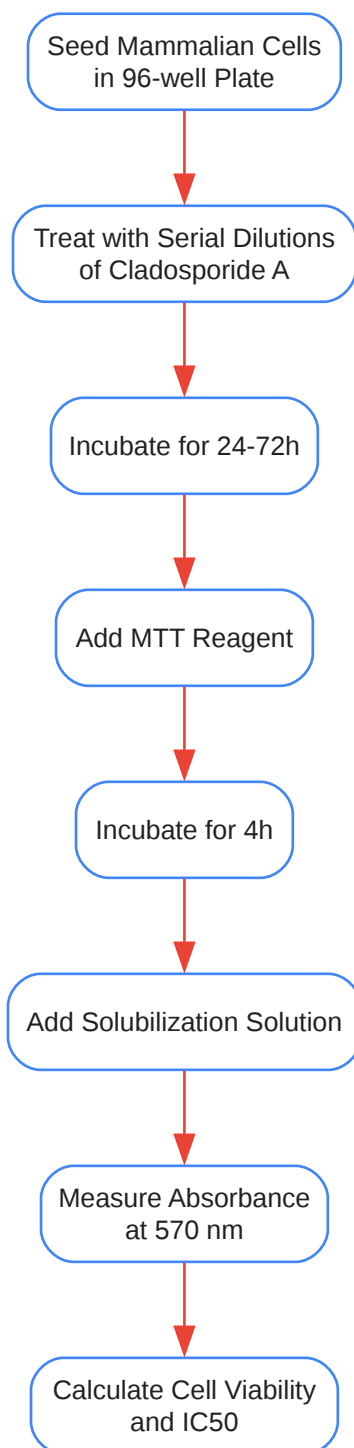 Seed Mammalian Cells
in 96-well Plate
Treat with Serial Dilutions
of Cladosporide A
Incubate for 24-72h
Add MTT Reagent
Incubate for 4h
Add Solubilization Solution
Measure Absorbance
at 570 nm
Calculate Cell Viability
and IC50